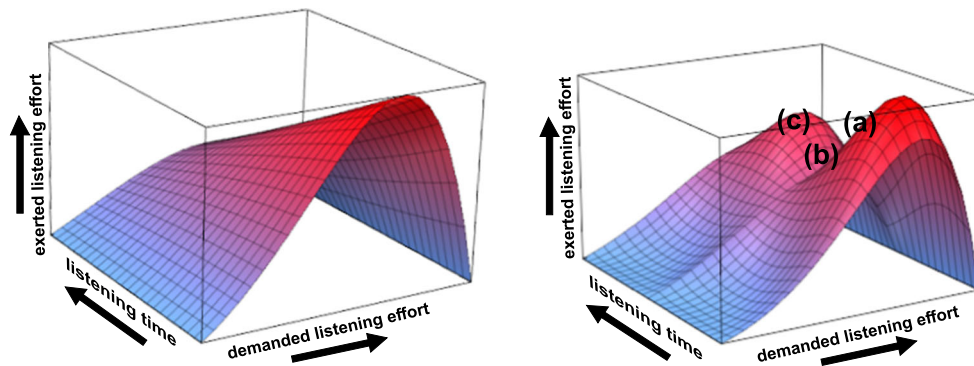 exerted listening effort
listening time
demanded listening effort
exerted listening effort
(c)
(a)
(b)
listening time
demanded listening effort